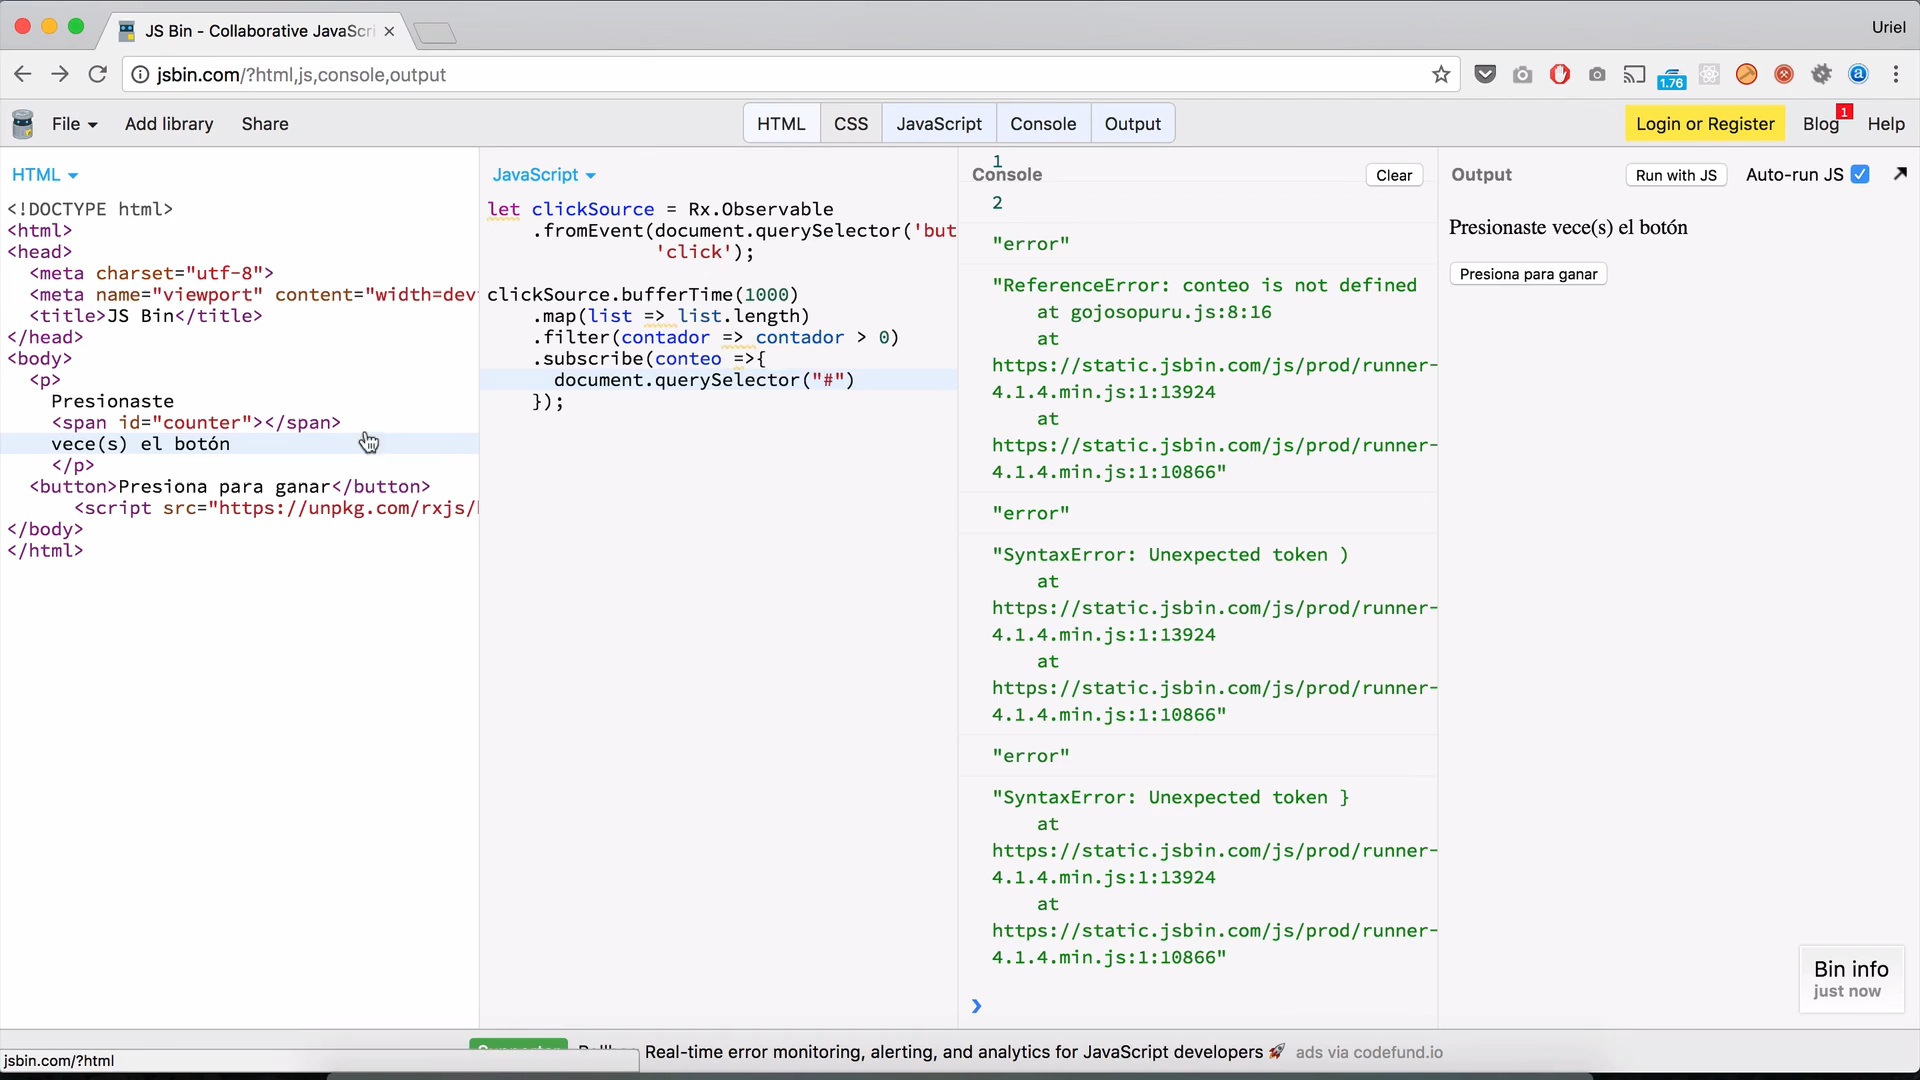 JS Bin - Collaborative JavaScri
Uriel
jsbin.com/?html,js,console,output
1.76
File
Add library
Share
HTML
CSS
JavaScript
Console
Output
Login or Register
Blog
1
Help
HTML
<!DOCTYPE html>
<html>
<head>
<meta charset="utf-8">
<meta name="viewport" content="width=dev
<title>JS Bin</title>
</head>
<body>
<p>
Presionaste
<span id="counter"></span>
vece(s) el botón
</p>
<button>Presiona para ganar</button>
<script src="https://unpkg.com/rxjs/
</body>
</html>
JavaScript
let clickSource = Rx.Observable
.fromEvent(document.querySelector('but
'click');
clickSource.bufferTime(1000)
.map(list => list.length)
.filter(contador => contador > 0)
.subscribe(conteo =>{
document.querySelector("#")
});
1
Console
Clear
2
"error"
"ReferenceError: conteo is not defined
at gojosopuru.js:8:16
at
https://static.jsbin.com/js/prod/runner-
4.1.4.min.js:1:13924
at
https://static.jsbin.com/js/prod/runner-
4.1.4.min.js:1:10866"
"error"
"SyntaxError: Unexpected token )
at
https://static.jsbin.com/js/prod/runner-
4.1.4.min.js:1:13924
at
https://static.jsbin.com/js/prod/runner-
4.1.4.min.js:1:10866"
"error"
"SyntaxError: Unexpected token }
at
https://static.jsbin.com/js/prod/runner-
4.1.4.min.js:1:13924
at
https://static.jsbin.com/js/prod/runner-
4.1.4.min.js:1:10866"
Output
Run with JS
Auto-run JS
Presionaste vece(s) el botón
Presiona para ganar
Bin info
just now
Real-time error monitoring, alerting, and analytics for JavaScript developers 🚀 ads via codefund.io
jsbin.com/?html